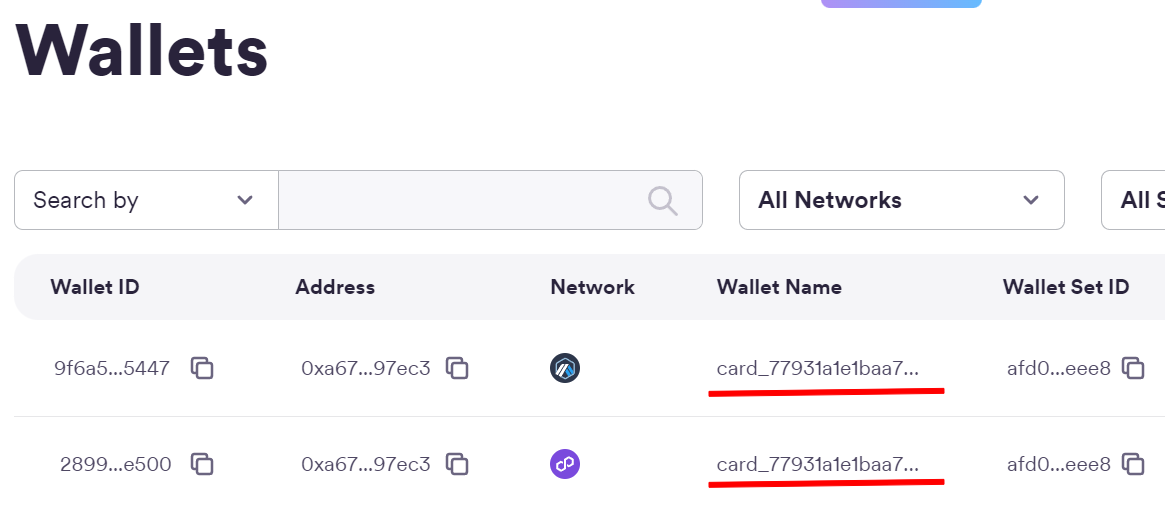 Wallets
Search by All Networks All S
Wallet ID Address Network Wallet Name Wallet Set ID
9f6a5...5447 0xa67...97ec3 card_77931a1e1baa7... afd0...eee8
2899...e500 0xa67...97ec3 card_77931a1e1baa7... afd0...eee8